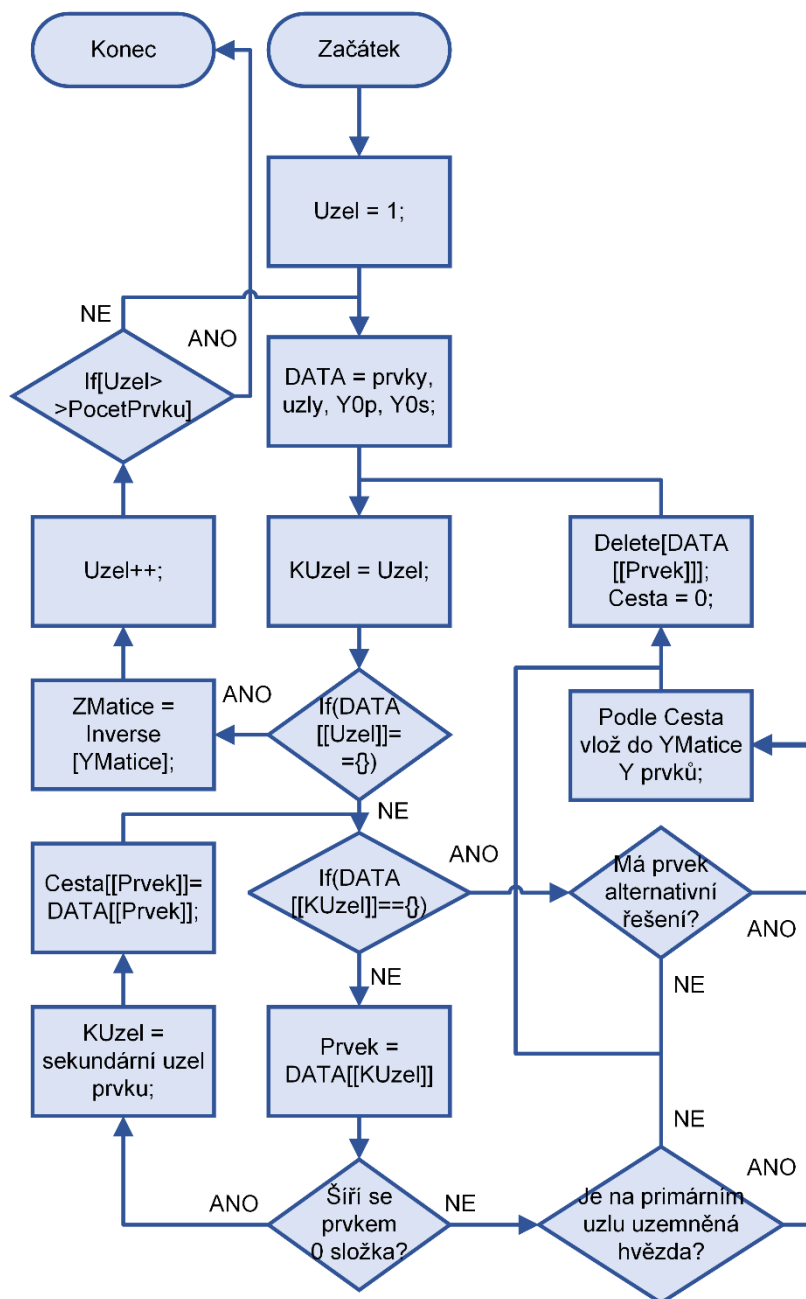 Konec
Začátek
Uzel = 1;
NE
ANO
If[Uzel>
>PocetPrvku]
DATA = prvky,
uzly, Y0p, Y0s;
Uzel++;
KUzel = Uzel;
Delete[DATA
[[Prvek]]];
Cesta = 0;
ZMatice =
Inverse
[YMatice];
ANO
If(DATA
[[Uzel]]=
={})
Podle Cesta
vlož do YMatice
Y prvků;
NE
Cesta[[Prvek]]=
DATA[[Prvek]];
If(DATA
[[KUzel]]=={})
ANO
Má prvek
alternativní
řešení?
ANO
NE
NE
KUzel =
sekundární uzel
prvku;
Prvek =
DATA[[KUzel]]
NE
ANO
Šíří se
prvkem
0 složka?
NE
Je na primárním
uzlu uzemněná
hvězda?
ANO